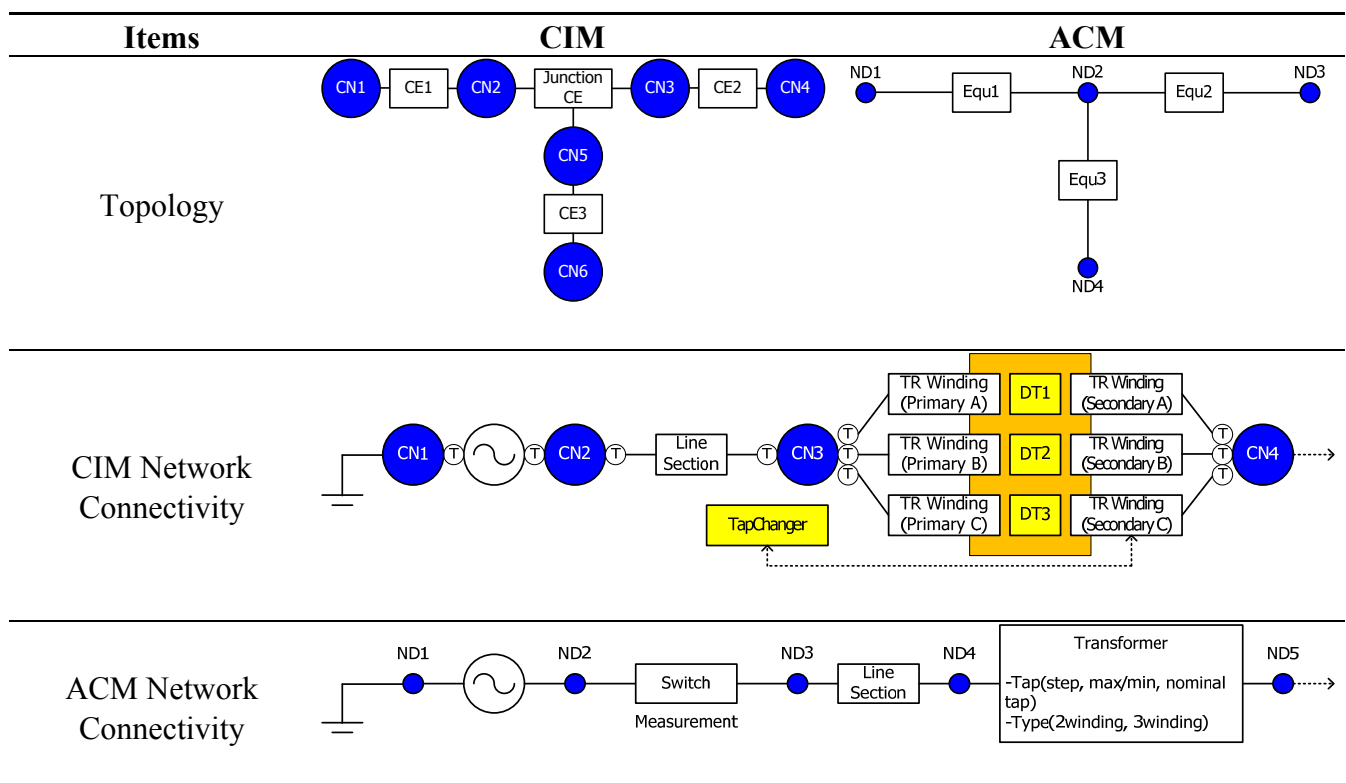 Items CIM ACM
Topology
CN1 CE1 CN2 Junction CE CN3 CE2 CN4
CN5
CE3
CN6
ND1 Equ1 ND2 Equ2 ND3
Equ3
ND4
CIM Network
Connectivity
CN1 T T CN2 T Line Section T CN3 T T T
TR Winding
(Primary A)
DT1
TR Winding
(Secondary A)
TR Winding
(Primary B)
DT2
TR Winding
(Secondary B)
TR Winding
(Primary C)
DT3
TR Winding
(Secondary C)
T T T CN4
TapChanger
ACM Network
Connectivity
ND1 ND2 Switch ND3 Line Section ND4
Measurement
Transformer
-Tap(step, max/min, nominal
tap)
-Type(2winding, 3winding)
ND5